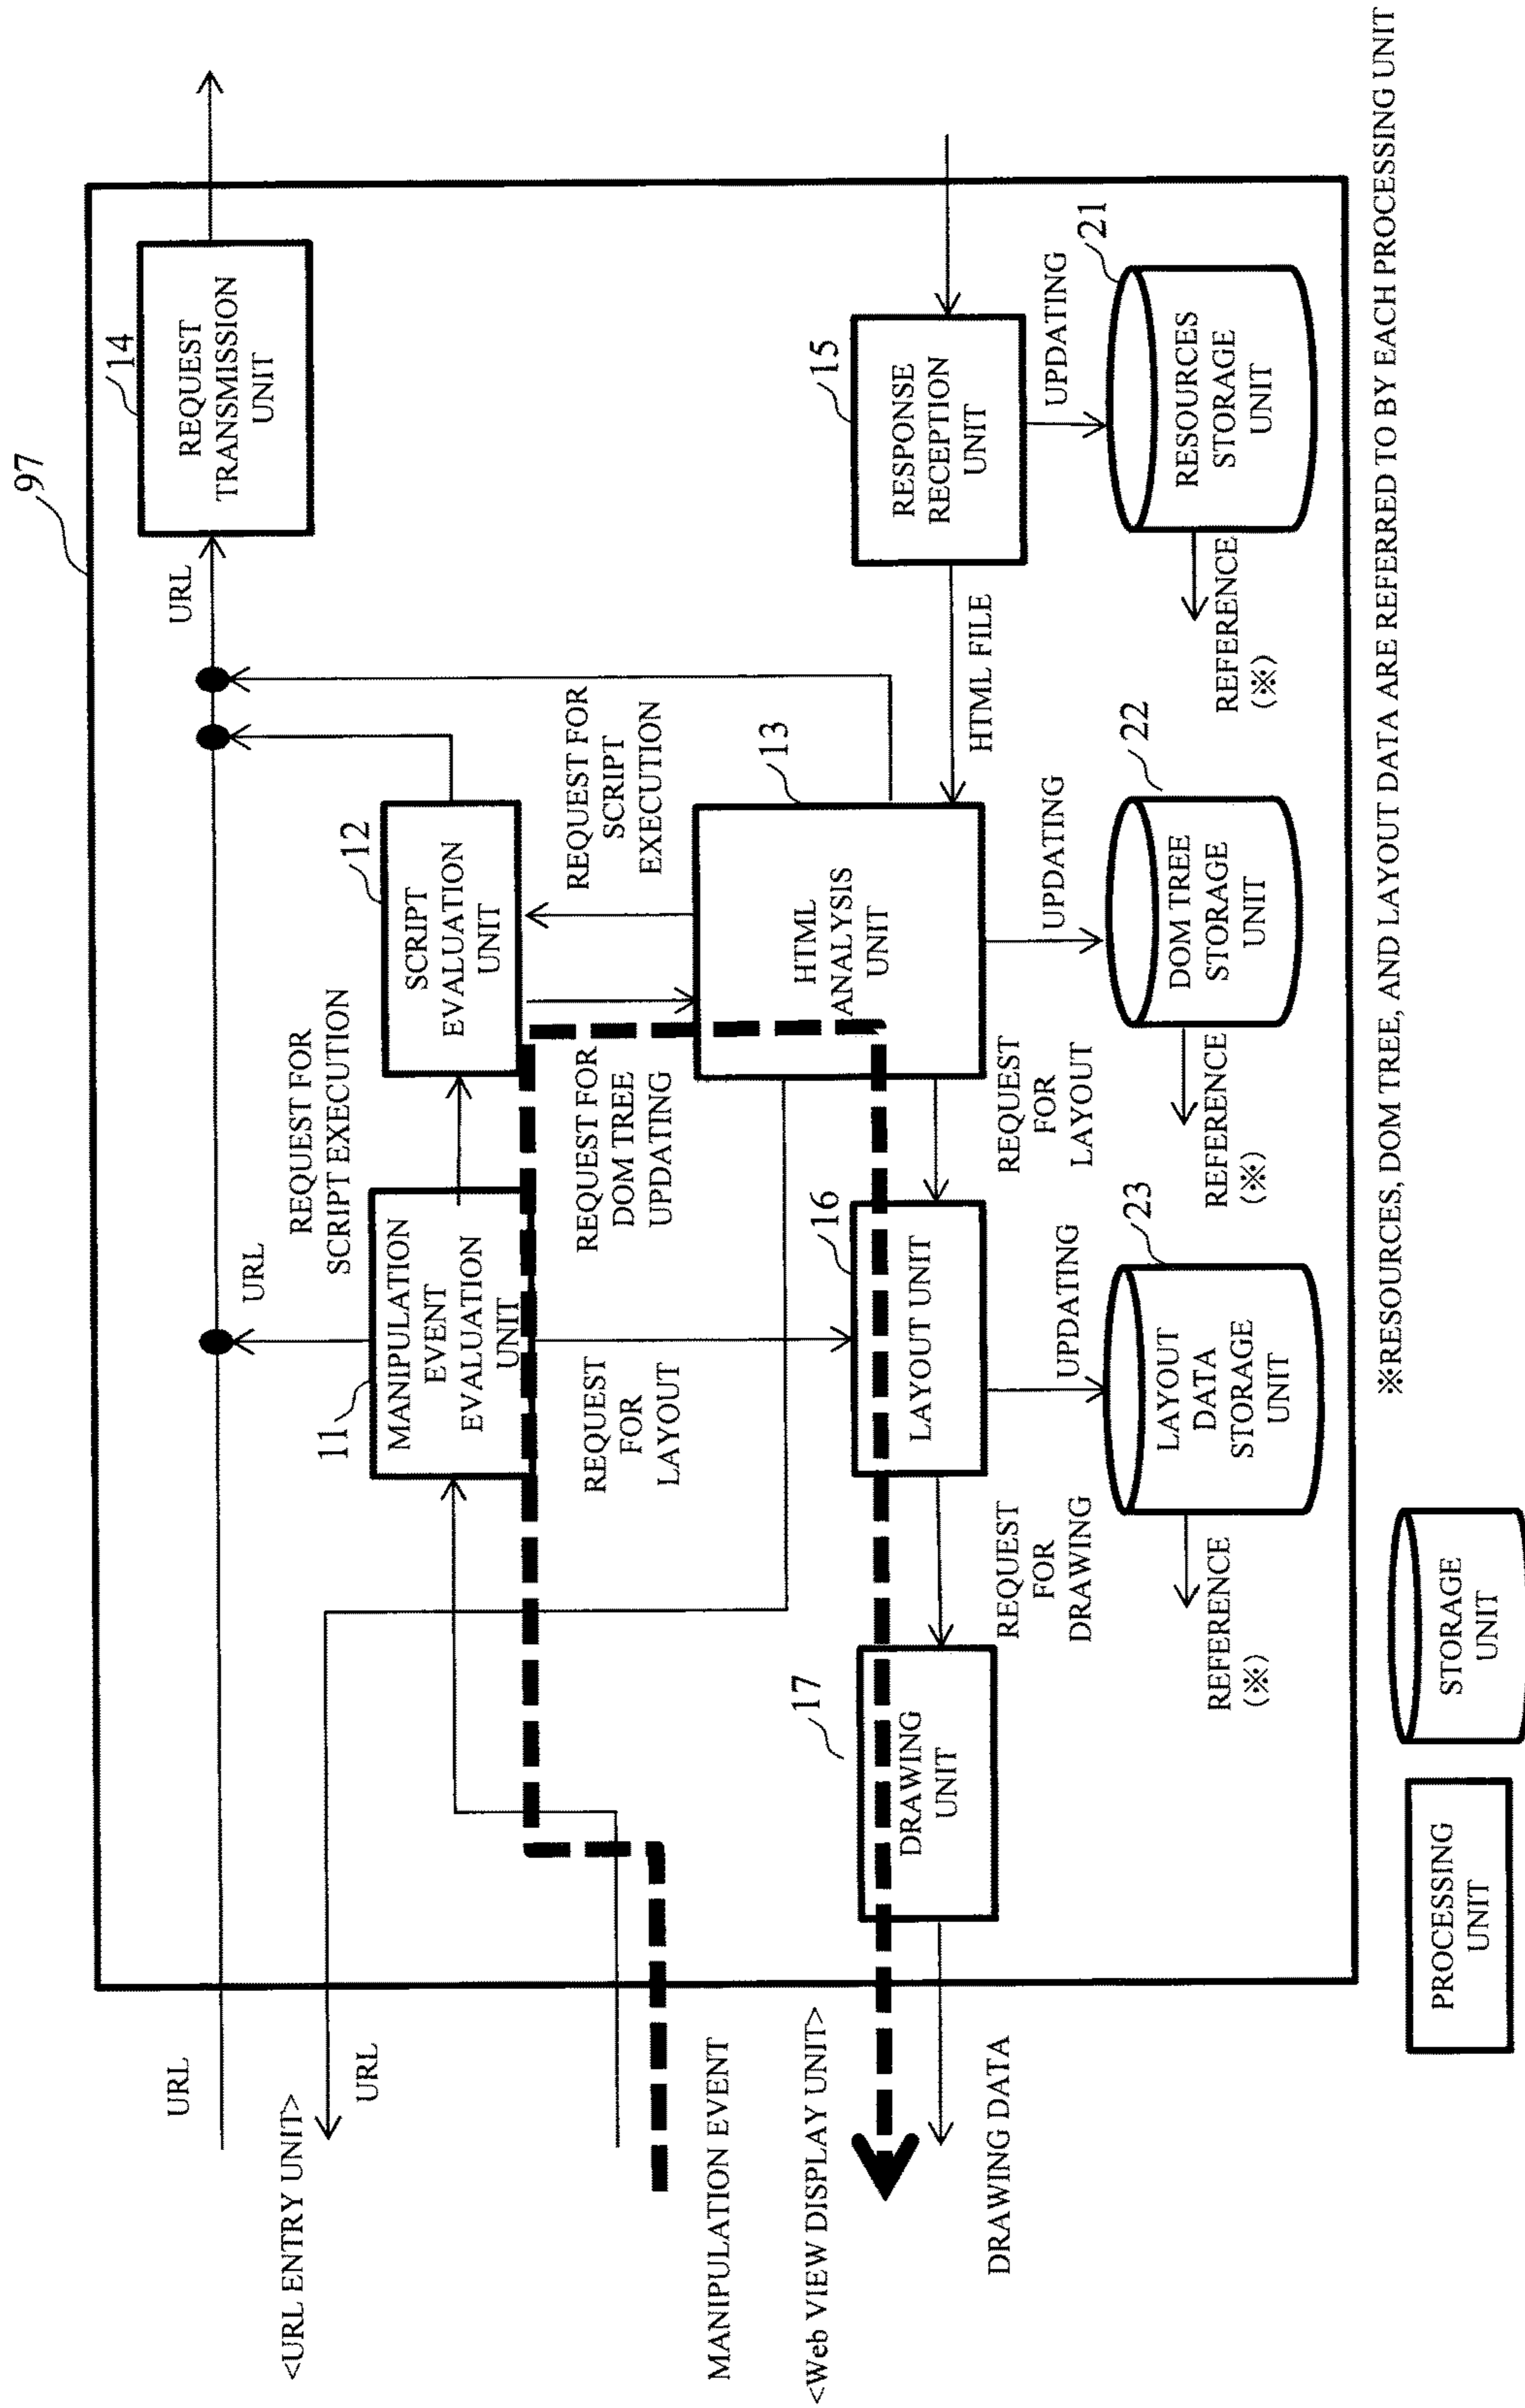 97
14
REQUEST
TRANSMISSION
UNIT
URL
URL
<URL ENTRY UNIT>
URL
URL
REQUEST FOR
SCRIPT EXECUTION
12
SCRIPT
EVALUATION
UNIT
11
MANIPULATION
EVENT
EVALUATION
UNIT
REQUEST FOR
SCRIPT
EXECUTION
REQUEST FOR
DOM TREE
UPDATING
REQUEST
FOR
LAYOUT
MANIPULATION EVENT
<Web VIEW DISPLAY UNIT>
DRAWING DATA
17
DRAWING
UNIT
REQUEST
FOR
DRAWING
16
LAYOUT UNIT
REQUEST
FOR
LAYOUT
13
HTML
ANALYSIS
UNIT
HTML FILE
15
RESPONSE
RECEPTION
UNIT
UPDATING
21
RESOURCES
STORAGE
UNIT
REFERENCE
(※)
UPDATING
22
DOM TREE
STORAGE
UNIT
REFERENCE
(※)
UPDATING
23
LAYOUT
DATA
STORAGE
UNIT
REFERENCE
(※)
※RESOURCES, DOM TREE, AND LAYOUT DATA ARE REFERRED TO BY EACH PROCESSING UNIT
PROCESSING
UNIT
STORAGE
UNIT